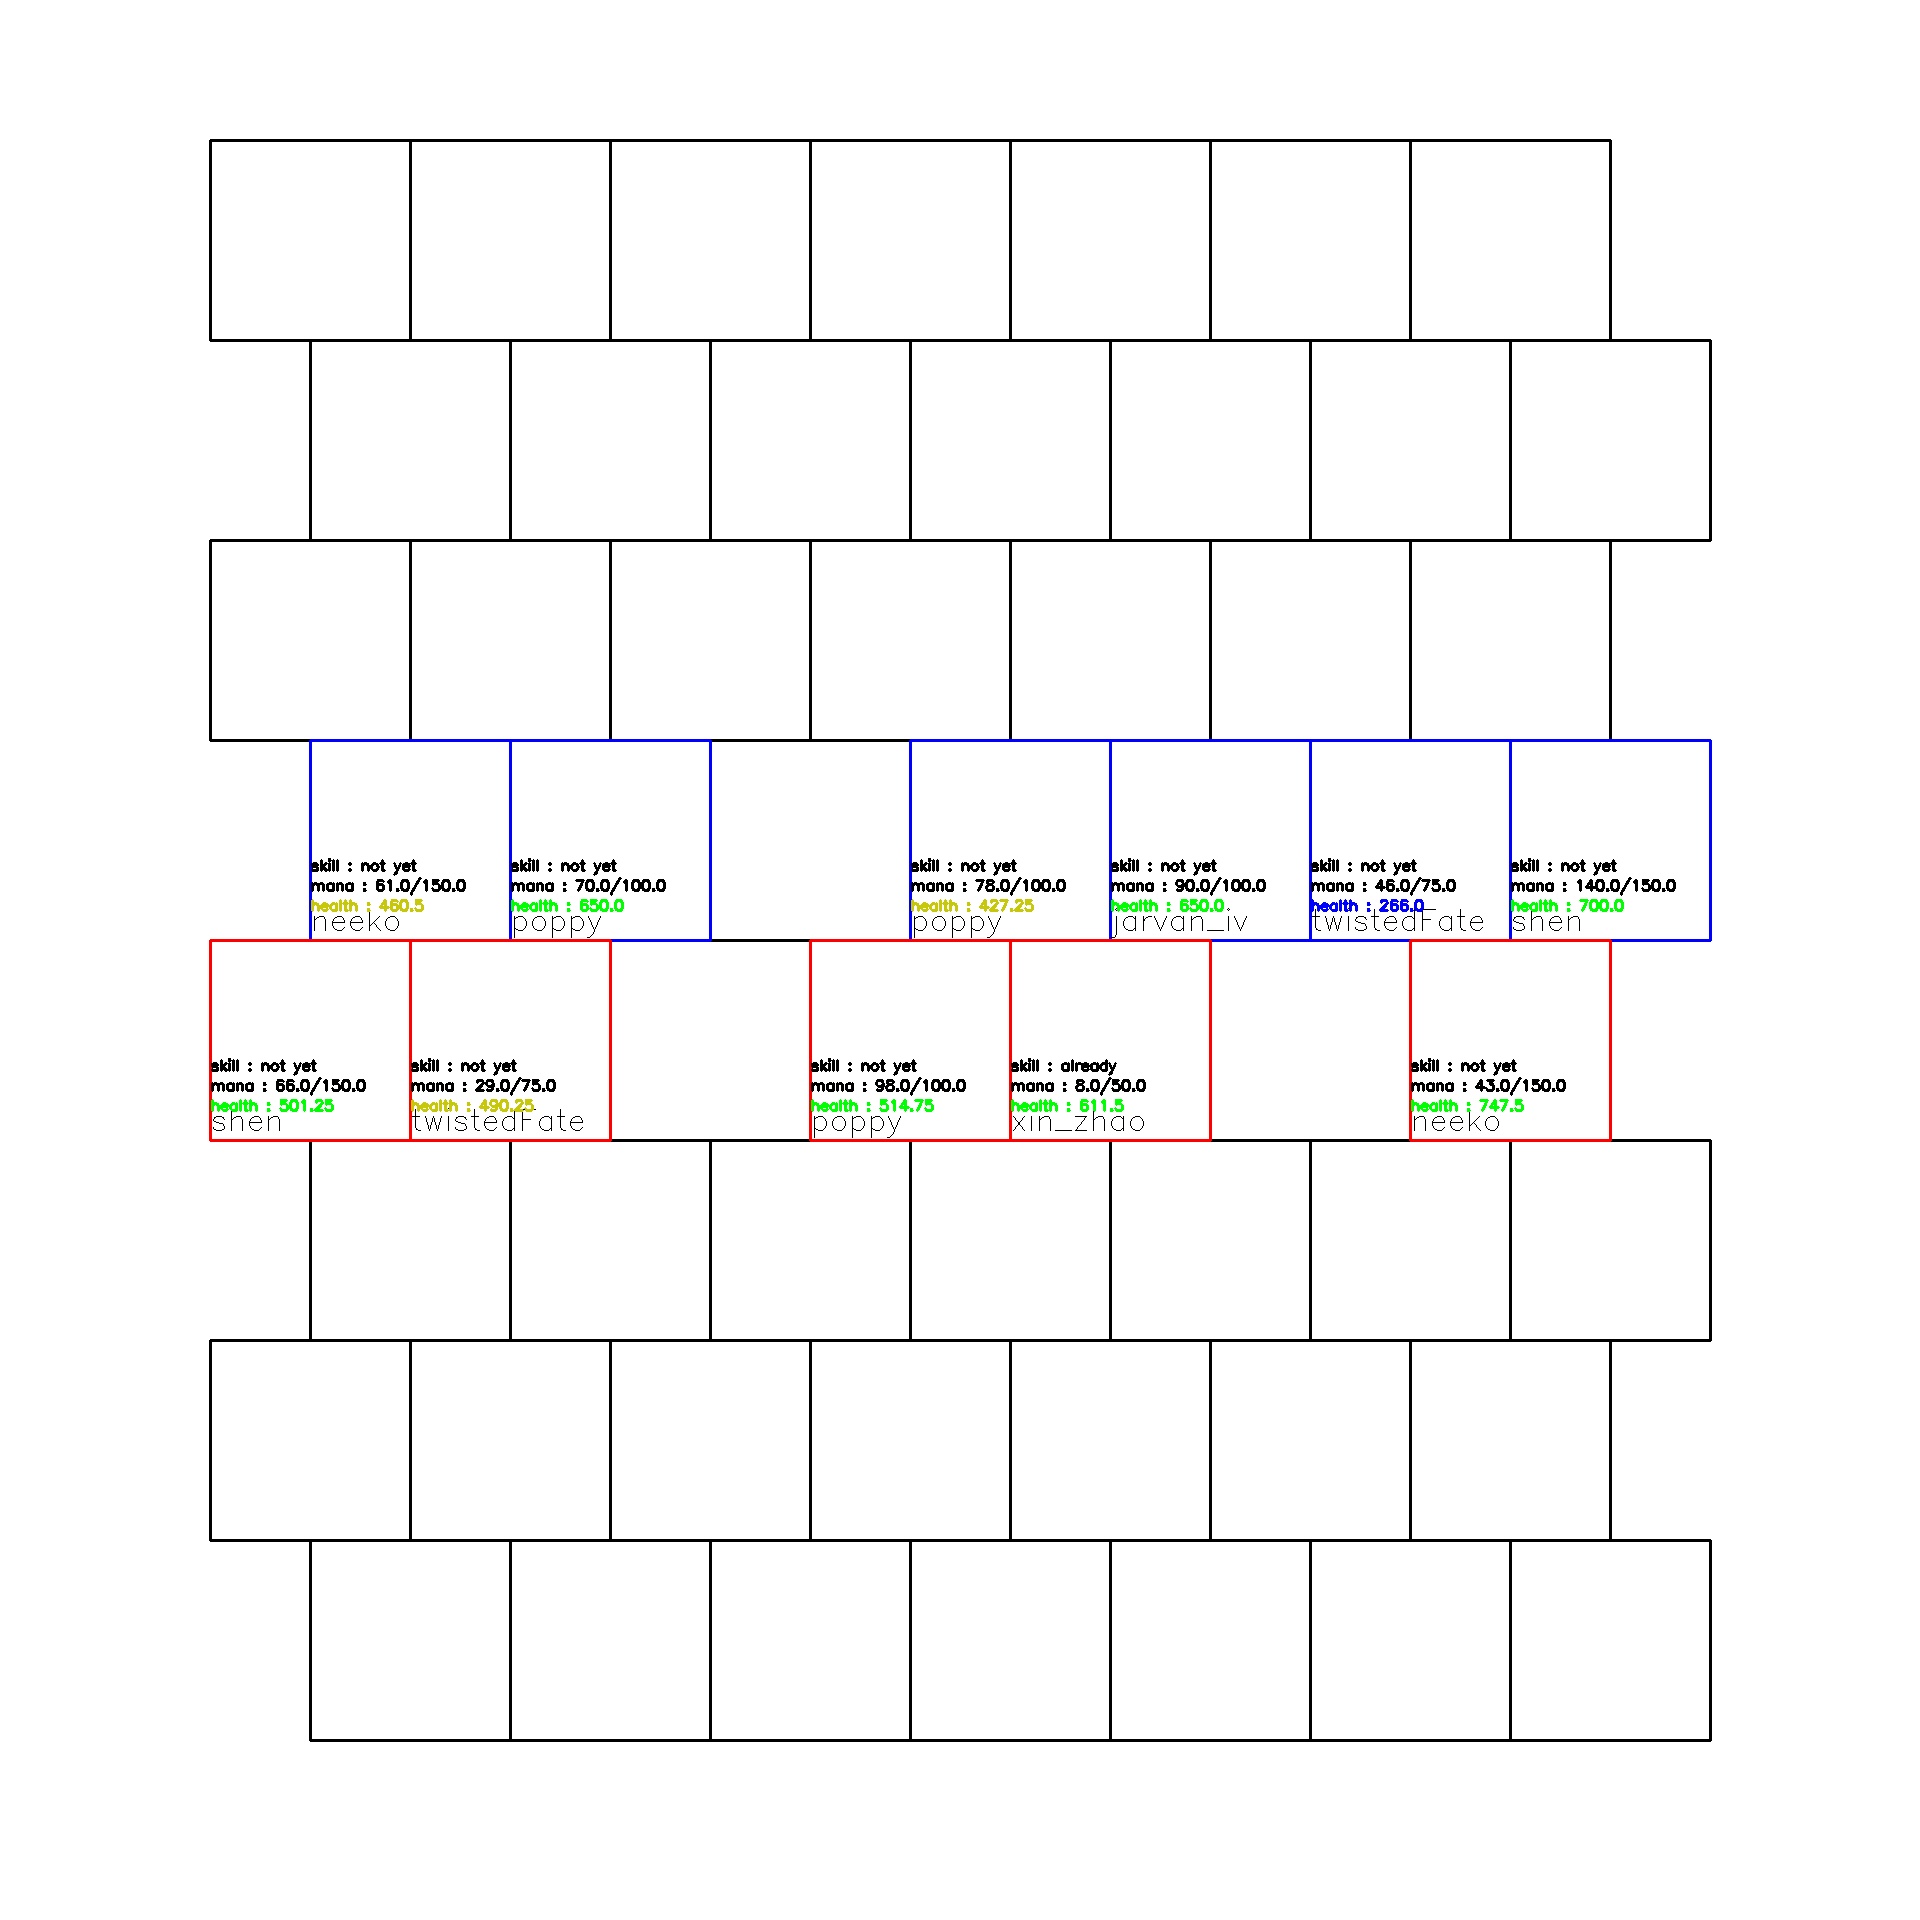 skill : not yet
mana : 61.0/150.0
health : 460.5
neeko
skill : not yet
mana : 70.0/100.0
health : 650.0
poppy
skill : not yet
mana : 78.0/100.0
health : 427.25
poppy
skill : not yet
mana : 90.0/100.0
health : 650.0
jarvan_iv
skill : not yet
mana : 46.0/75.0
health : 266.0
twistedFate
skill : not yet
mana : 140.0/150.0
health : 700.0
shen
skill : not yet
mana : 66.0/150.0
health : 501.25
shen
skill : not yet
mana : 29.0/75.0
health : 490.25
twistedFate
skill : not yet
mana : 98.0/100.0
health : 514.75
poppy
skill : already
mana : 8.0/50.0
health : 611.5
xin_zhao
skill : not yet
mana : 43.0/150.0
health : 747.5
neeko